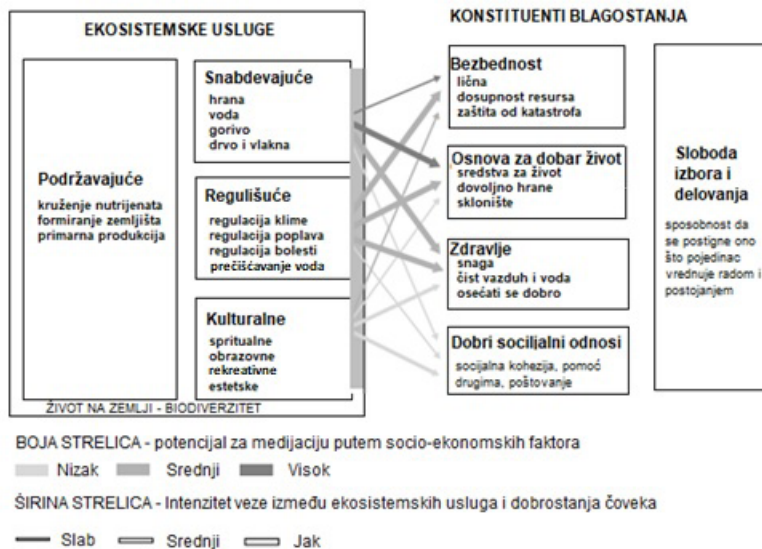 EKOSISTEMSKE USLUGE
Podržavajuće
kruženje nutrijenata
formiranje zemljišta
primarna produkcija
Snabdevajuće
hrana
voda
gorivo
drvo i vlakna
Regulišuće
regulacija klime
regulacija poplava
regulacija bolesti
prečišćavanje voda
Kulturalne
spritualne
obrazovne
rekreativne
estetske
ŽIVOT NA ZEMLJI - BIODIVERZITET
KONSTITUENTI BLAGOSTANJA
Bezbednost
lična
dosupnost resursa
zaštita od katastrofa
Osnova za dobar život
sredstva za život
dovoljno hrane
sklonište
Zdravlje
snaga
čist vazduh i voda
osećati se dobro
Dobri socijlalni odnosi
socijalna kohezija, pomoć
drugima, poštovanje
Sloboda
izbora i
delovanja
sposobnost da
se postigne ono
što pojedinac
vrednuje radom i
postojanjem
BOJA STRELICA - potencijal za medijaciju putem socio-ekonomskih faktora
Nizak Srednji Visok
ŠIRINA STRELICA - Intenzitet veze između ekosistemskih usluga i dobrostanja čoveka
Slab Srednji Jak